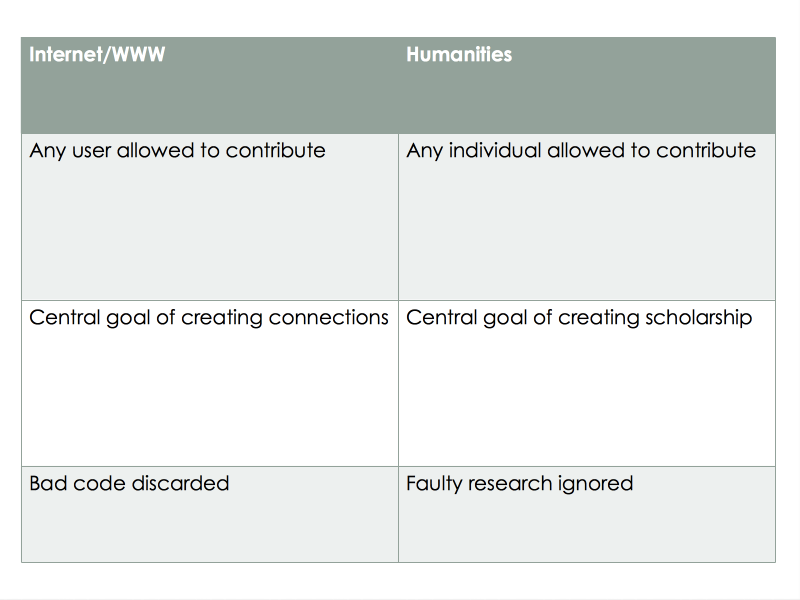 Internet/WWW
Humanities
Any user allowed to contribute
Any individual allowed to contribute
Central goal of creating connections
Central goal of creating scholarship
Bad code discarded
Faulty research ignored